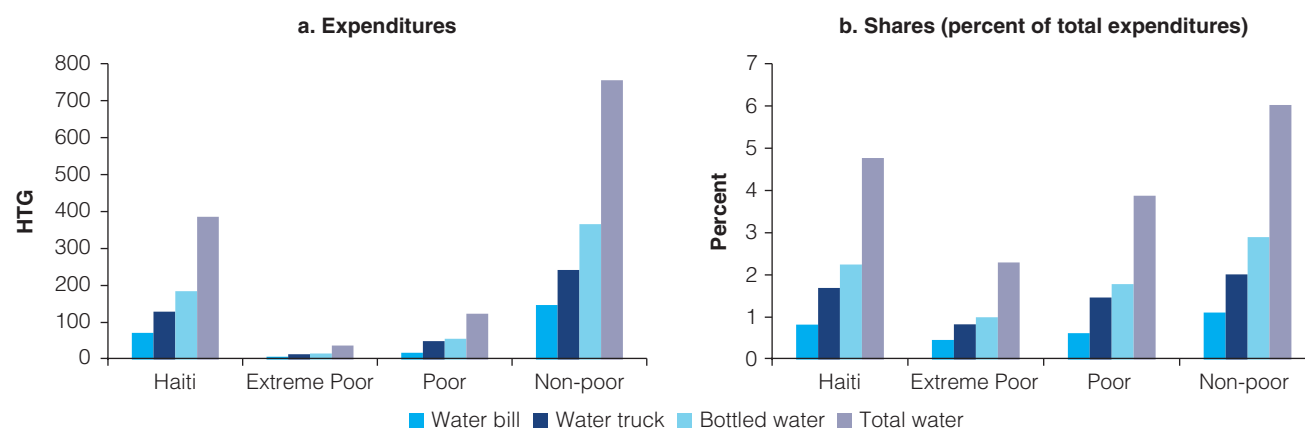 a. Expenditures
800
700
600
500
400
300
200
100
0
HTG
Haiti
Extreme Poor
Poor
Non-poor
b. Shares (percent of total expenditures)
7
6
5
4
3
2
1
0
Percent
Haiti
Extreme Poor
Poor
Non-poor
Water bill
Water truck
Bottled water
Total water